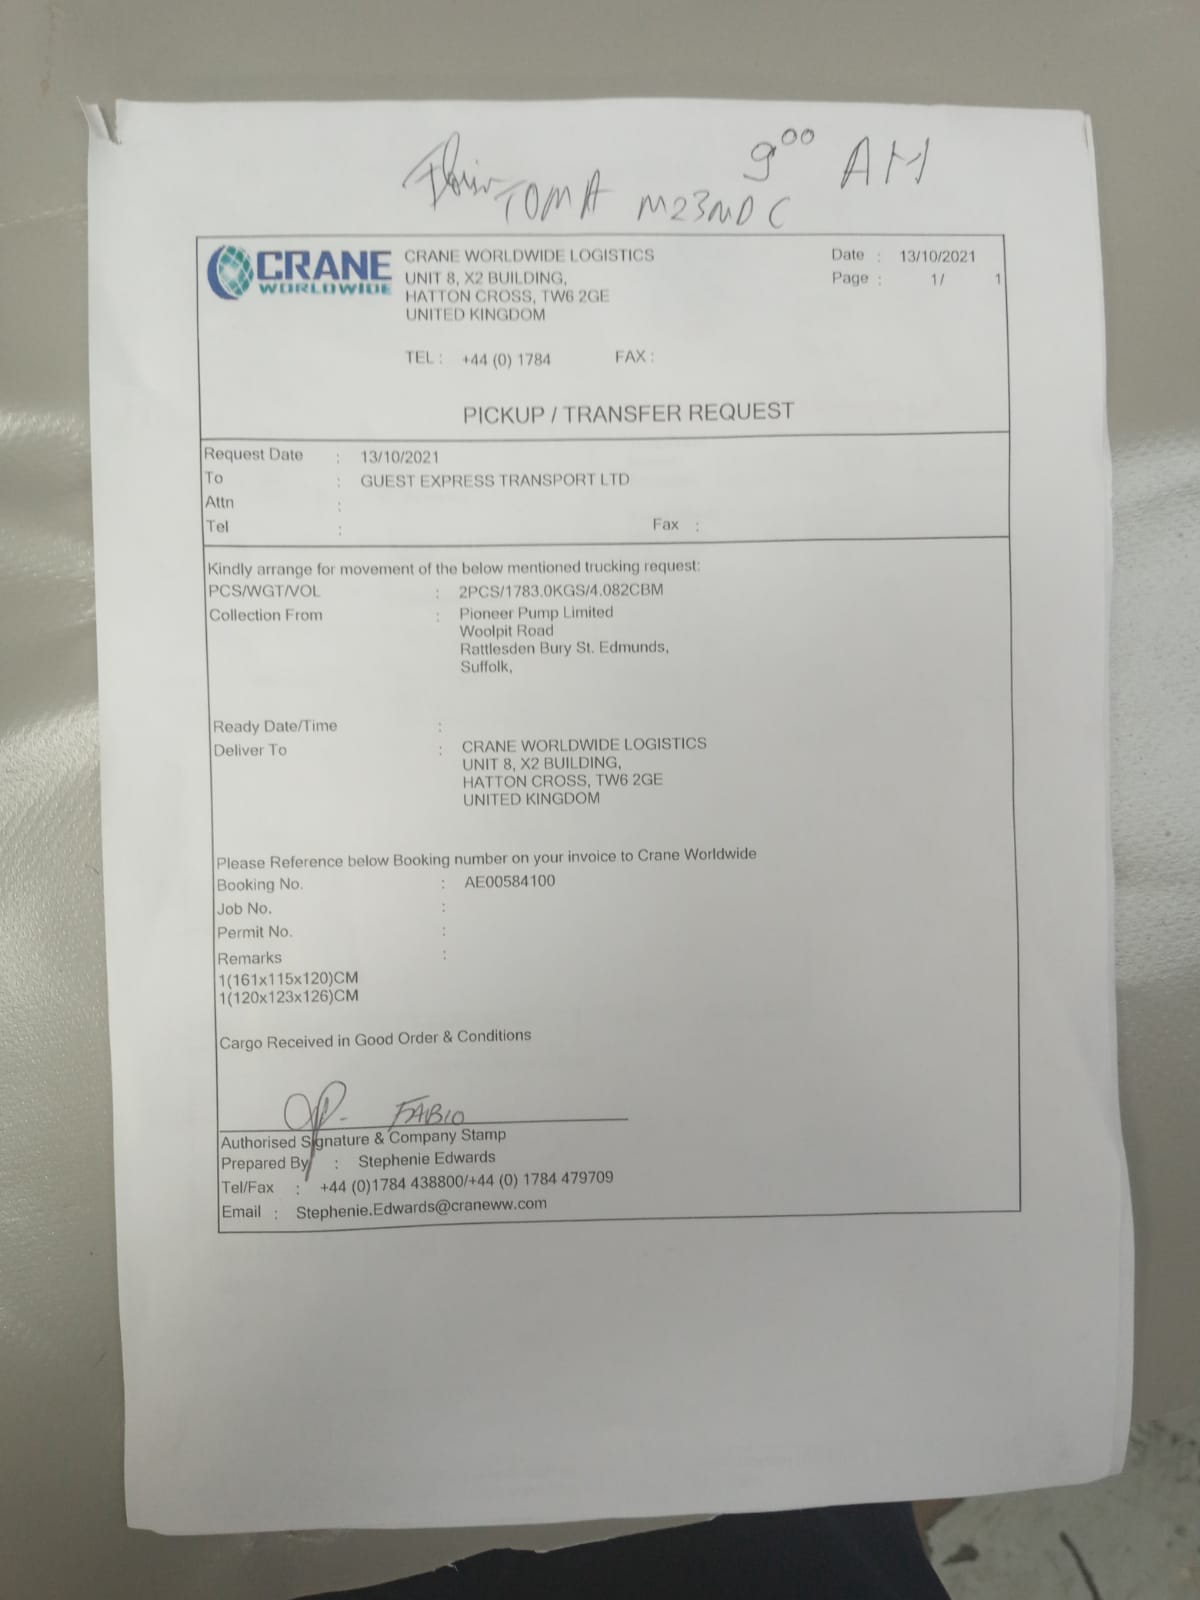 9 00 AM
TOMA M23NDC
CRANE WORLDWIDE
CRANE WORLDWIDE LOGISTICS
UNIT 8, X2 BUILDING,
HATTON CROSS, TW6 2GE
UNITED KINGDOM
Date : 13/10/2021
Page : 1/ 1
TEL : +44 (0) 1784 FAX :
PICKUP / TRANSFER REQUEST
Request Date : 13/10/2021
To : GUEST EXPRESS TRANSPORT LTD
Attn :
Tel : Fax :
Kindly arrange for movement of the below mentioned trucking request:
PCS/WGT/VOL : 2PCS/1783.0KGS/4.082CBM
Collection From : Pioneer Pump Limited
Woolpit Road
Rattlesden Bury St. Edmunds,
Suffolk,
Ready Date/Time :
Deliver To : CRANE WORLDWIDE LOGISTICS
UNIT 8, X2 BUILDING,
HATTON CROSS, TW6 2GE
UNITED KINGDOM
Please Reference below Booking number on your invoice to Crane Worldwide
Booking No. : AE00584100
Job No. :
Permit No. :
Remarks :
1(161x115x120)CM
1(120x123x126)CM
Cargo Received in Good Order & Conditions
FABIO
Authorised Signature & Company Stamp
Prepared By : Stephenie Edwards
Tel/Fax : +44 (0)1784 438800/+44 (0) 1784 479709
Email : Stephenie.Edwards@craneww.com